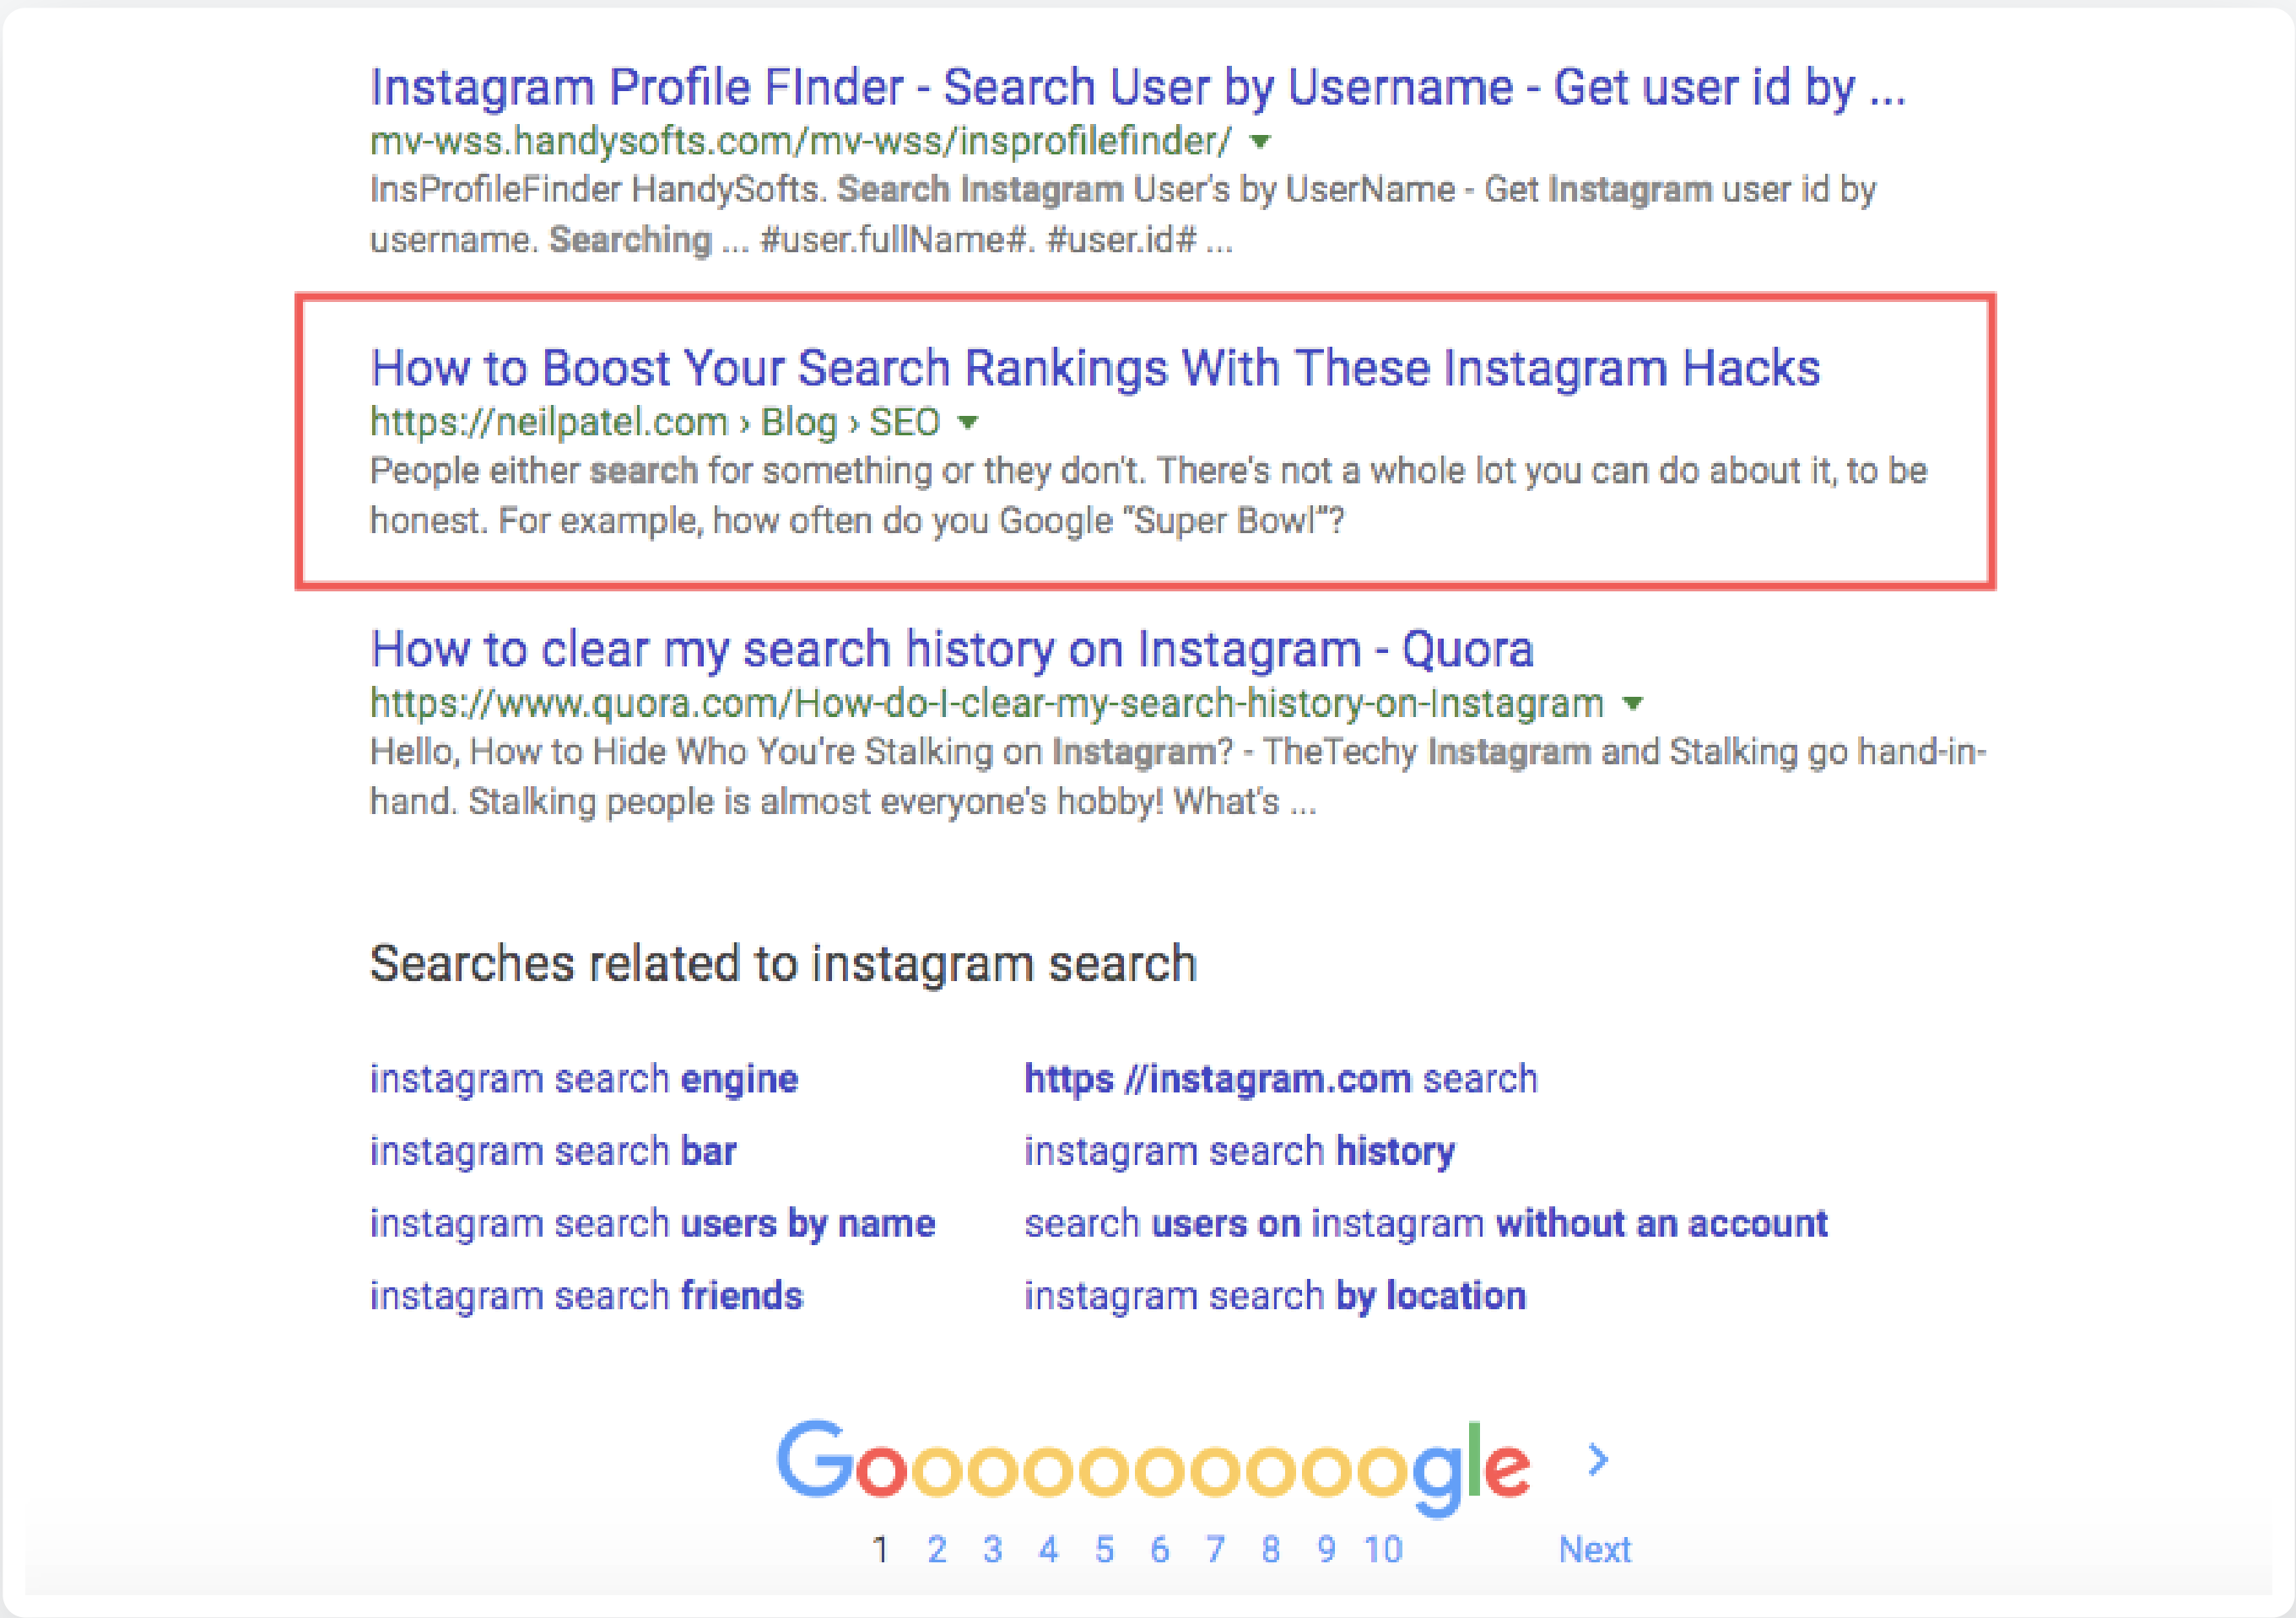 Instagram Profile FInder - Search User by Username - Get user id by ...
mv-wss.handysofts.com/mv-wss/insprofilefinder/
InsProfileFinder HandySofts. Search Instagram User's by UserName - Get Instagram user id by
username. Searching ... #user.fullName#. #user.id# ...
How to Boost Your Search Rankings With These Instagram Hacks
https://neilpatel.com › Blog › SEO
People either search for something or they don't. There's not a whole lot you can do about it, to be
honest. For example, how often do you Google “Super Bowl”?
How to clear my search history on Instagram - Quora
https://www.quora.com/How-do-I-clear-my-search-history-on-Instagram
Hello, How to Hide Who You're Stalking on Instagram? - TheTechy Instagram and Stalking go hand-in-
hand. Stalking people is almost everyone's hobby! What's ...
Searches related to instagram search
instagram search engine
https //instagram.com search
instagram search bar
instagram search history
instagram search users by name
search users on instagram without an account
instagram search friends
instagram search by location
Goooooooooogle
1 2 3 4 5 6 7 8 9 10 Next